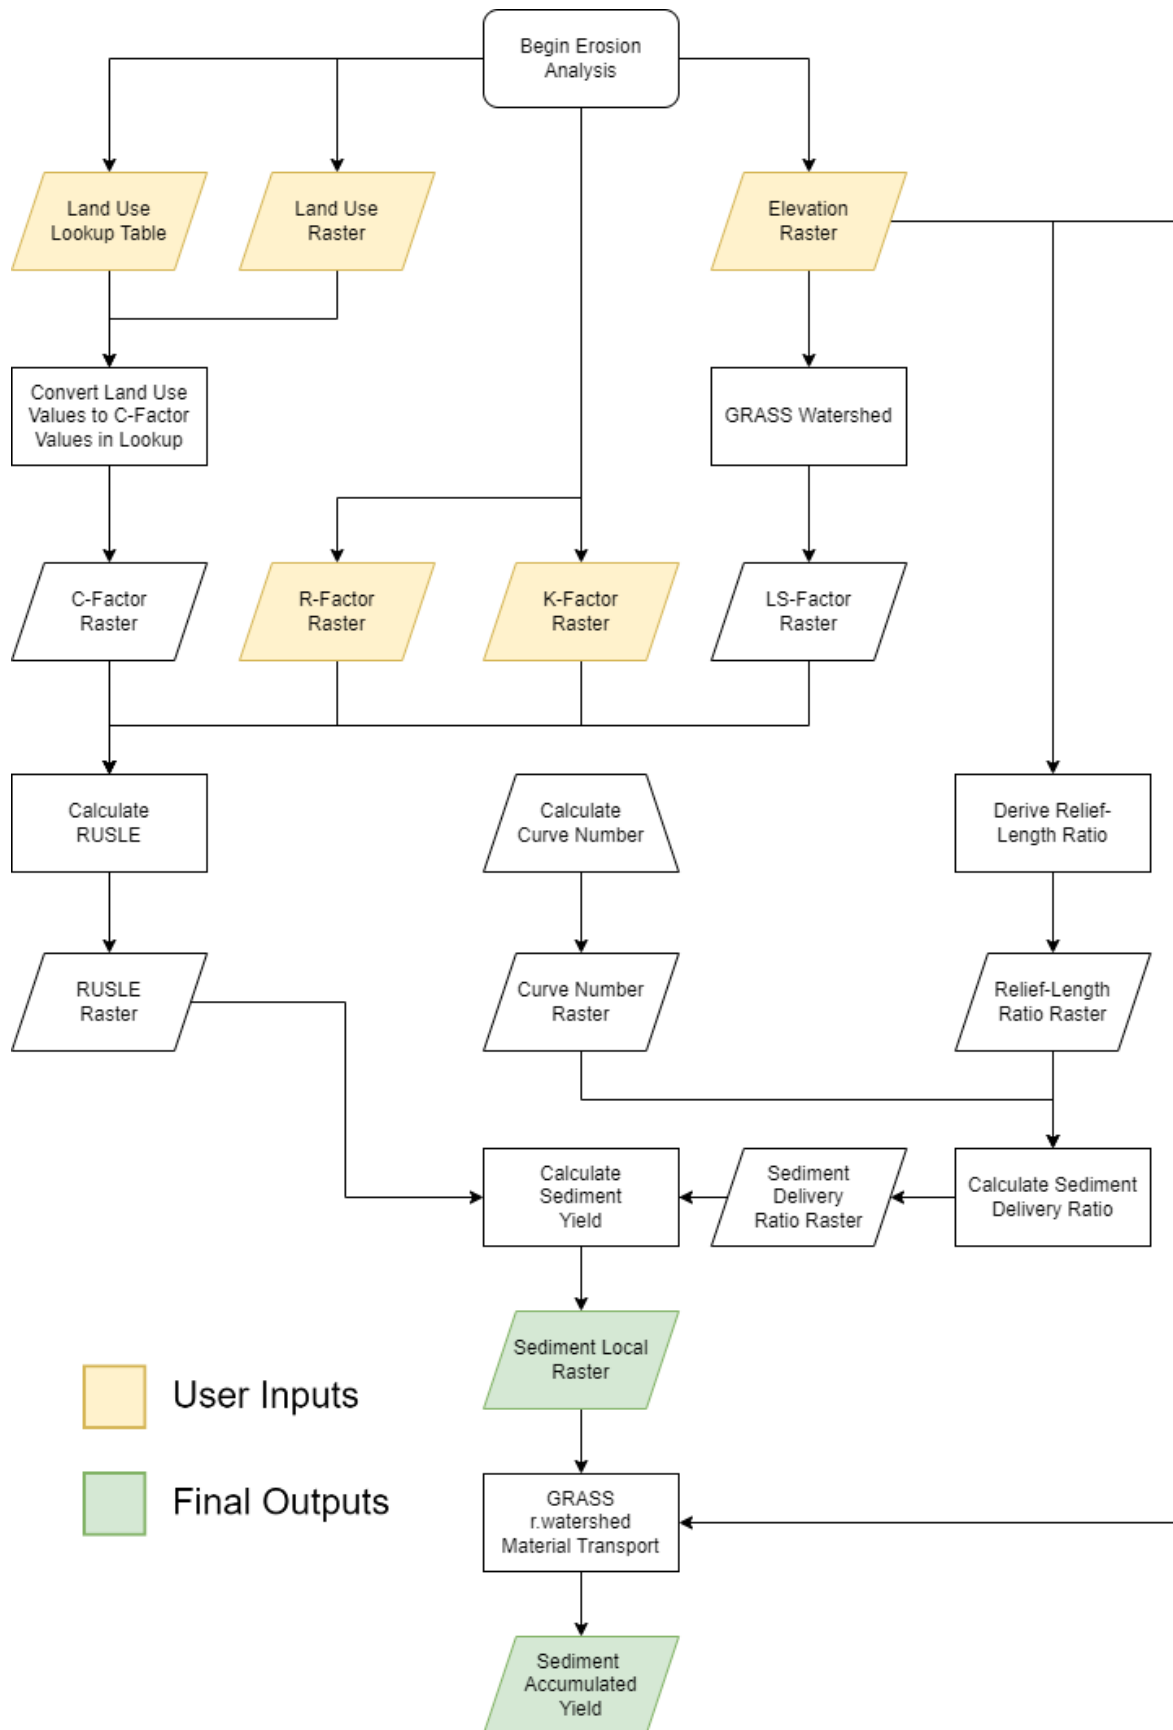 Begin Erosion
Analysis
Land Use
Lookup Table
Land Use
Raster
Elevation
Raster
Convert Land Use
Values to C-Factor
Values in Lookup
GRASS Watershed
C-Factor
Raster
R-Factor
Raster
K-Factor
Raster
LS-Factor
Raster
Calculate
RUSLE
Calculate
Curve Number
Derive Relief-
Length Ratio
RUSLE
Raster
Curve Number
Raster
Relief-Length
Ratio Raster
Calculate
Sediment
Yield
Sediment
Delivery
Ratio Raster
Calculate Sediment
Delivery Ratio
Sediment Local
Raster
User Inputs
Final Outputs
GRASS
r.watershed
Material Transport
Sediment
Accumulated
Yield